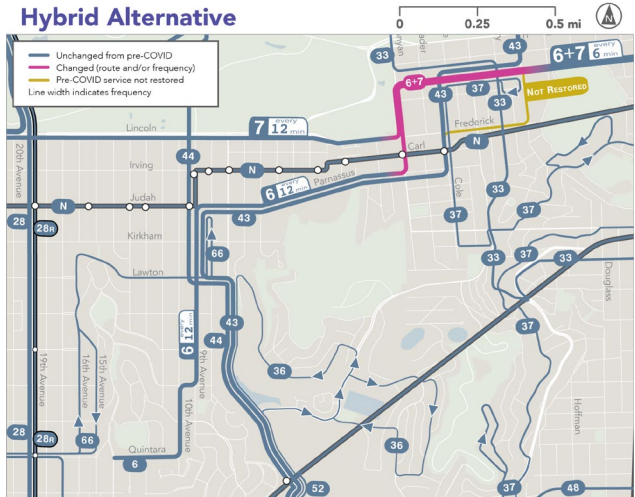 Hybrid Alternative
0 0.25 0.5 mi
N
Unchanged from pre-COVID
Changed (route and/or frequency)
Pre-COVID service not restored
Line width indicates frequency
33
43
6+7 every 6 min
6+7
43
37
33
NOT RESTORED
Lincoln
7 every 12 min
Frederick
20th Avenue
44
Irving
N
Carl
N
6 every 12 min
Parnassus
Judah
N
28
28R
43
Cole
33
37
37
Kirkham
66
33
37
33
Lawton
Douglass
43
6 every 12 min
44
37
19th Avenue
16th Avenue
15th Avenue
9th Avenue
36
10th Avenue
Hoffman
28
28R
66
36
Quintara
6
52
37
48